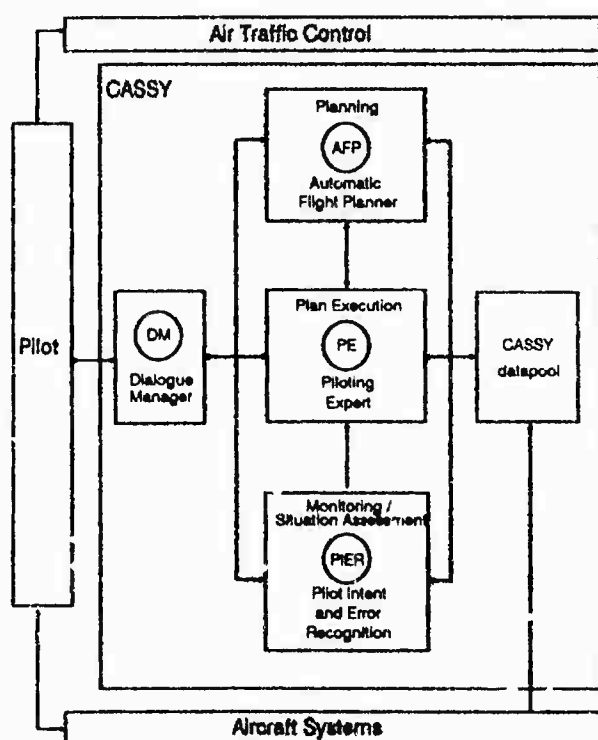 Air Traffic Control
CASSY
Planning
AFP
Automatic
Flight Planner
Pilot
DM
Dialogue
Manager
Plan Execution
PE
Piloting
Expert
CASSY
datapool
Monitoring /
Situation Assessment
PIER
Pilot Intent
and Error
Recognition
Aircraft Systems